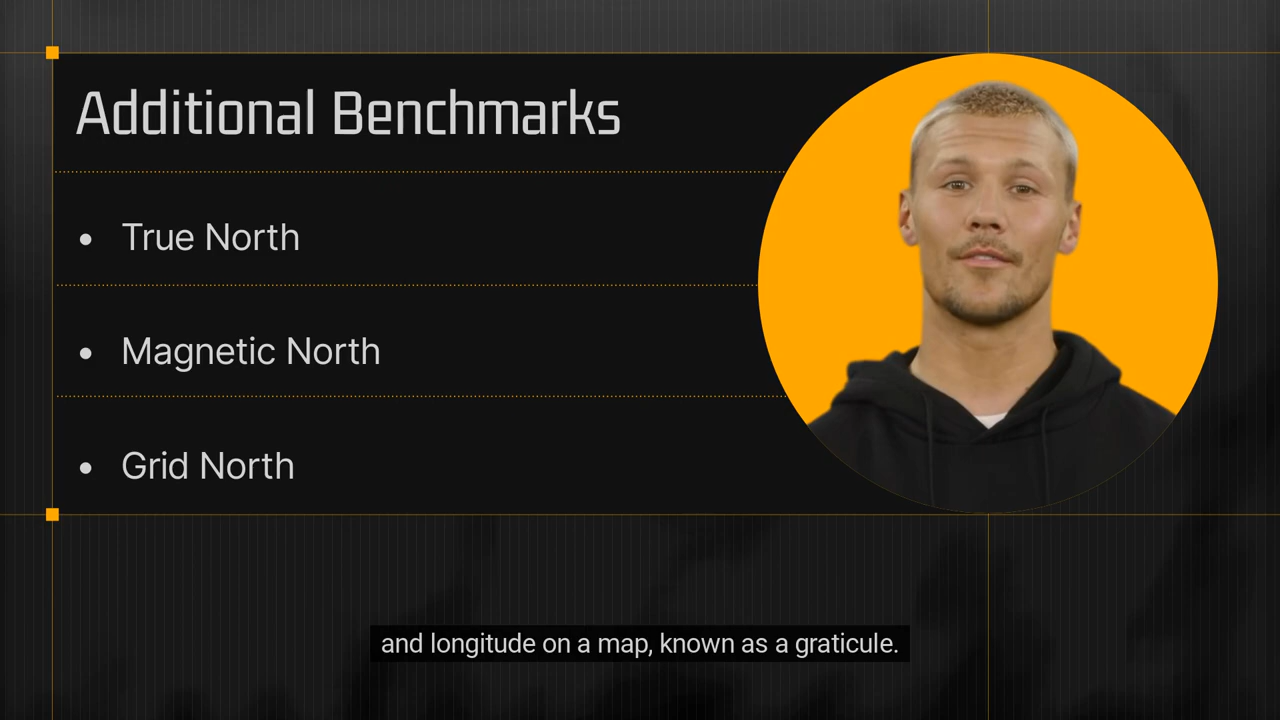 Additional Benchmarks
• True North
• Magnetic North
• Grid North
and longitude on a map, known as a graticule.